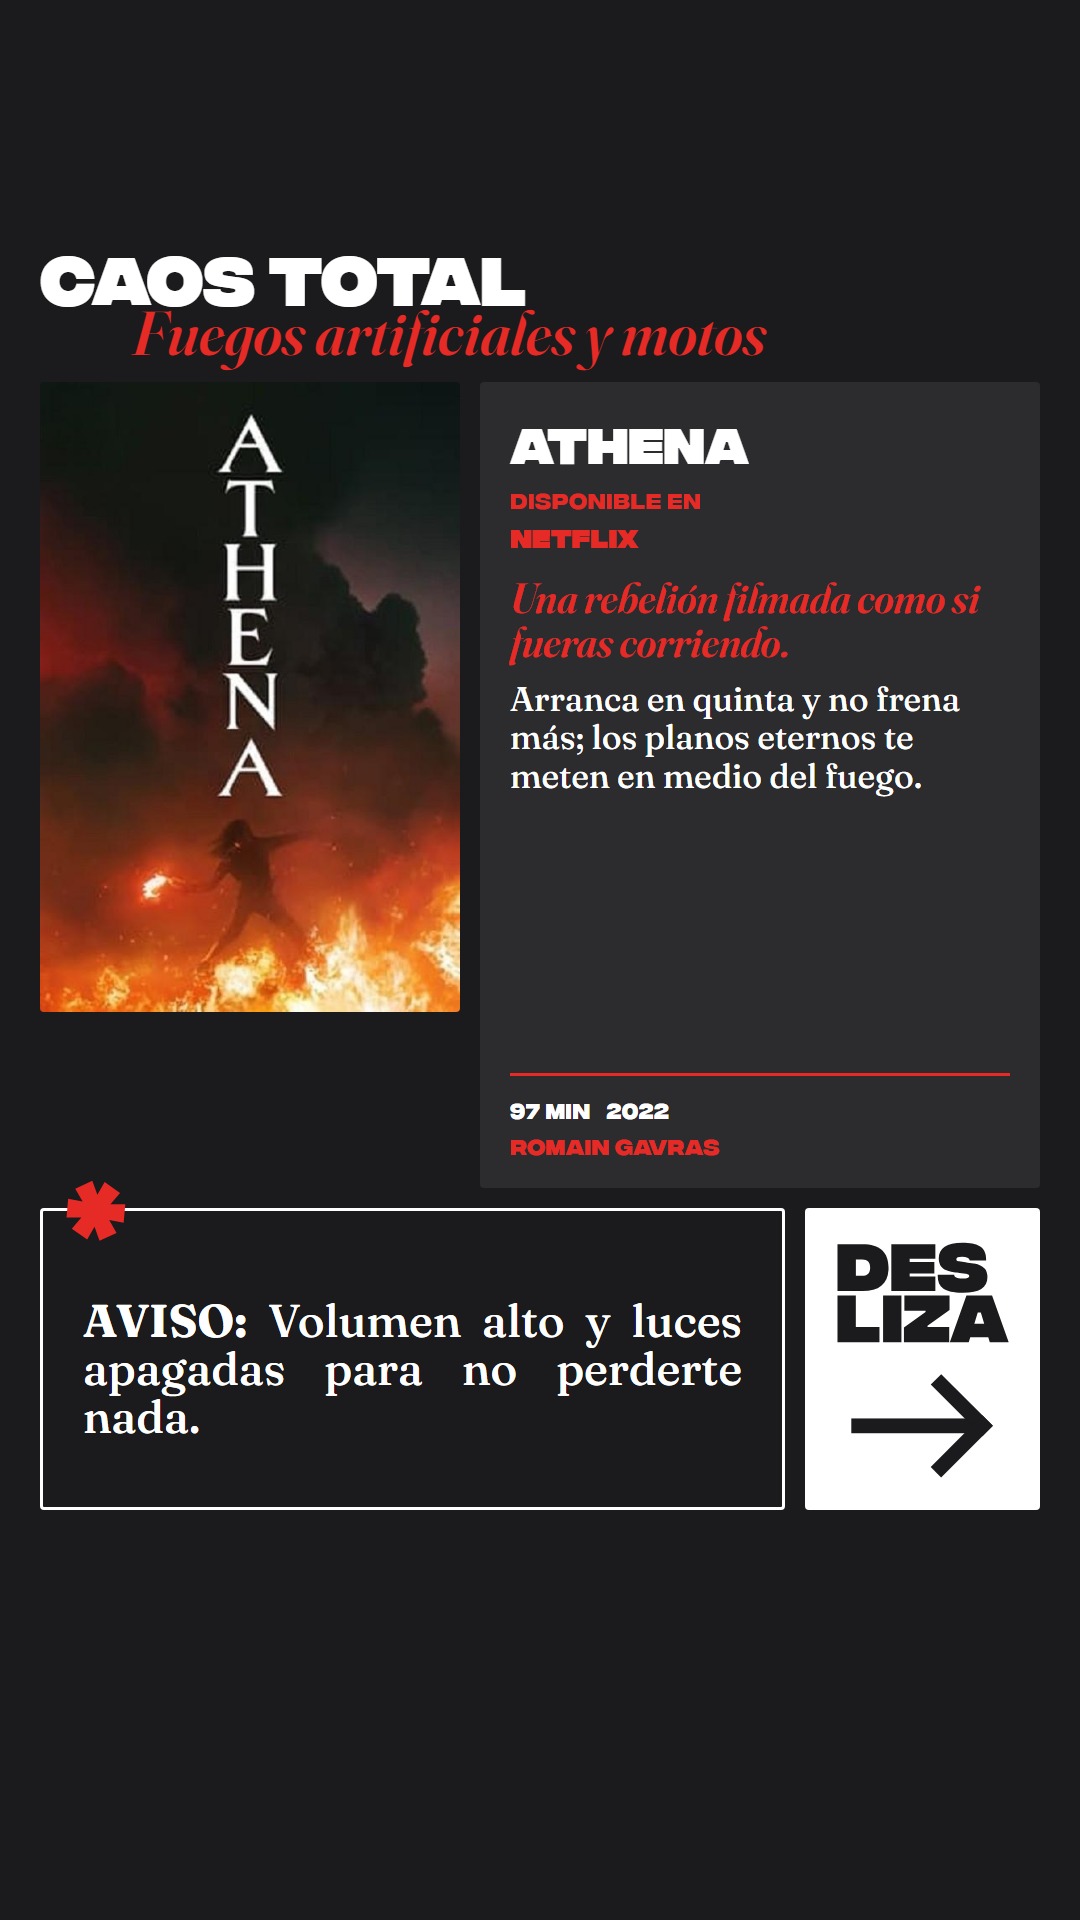 CAOS TOTAL
Fuegos artificiales y motos
ATHENA
ATHENA
DISPONIBLE EN
NETFLIX
Una rebelión filmada como si
fueras corriendo.
Arranca en quinta y no frena
más; los planos eternos te
meten en medio del fuego.
97 MIN 2022
ROMAIN GAVRAS
AVISO: Volumen alto y luces
apagadas para no perderte
nada.
DES
LIZA